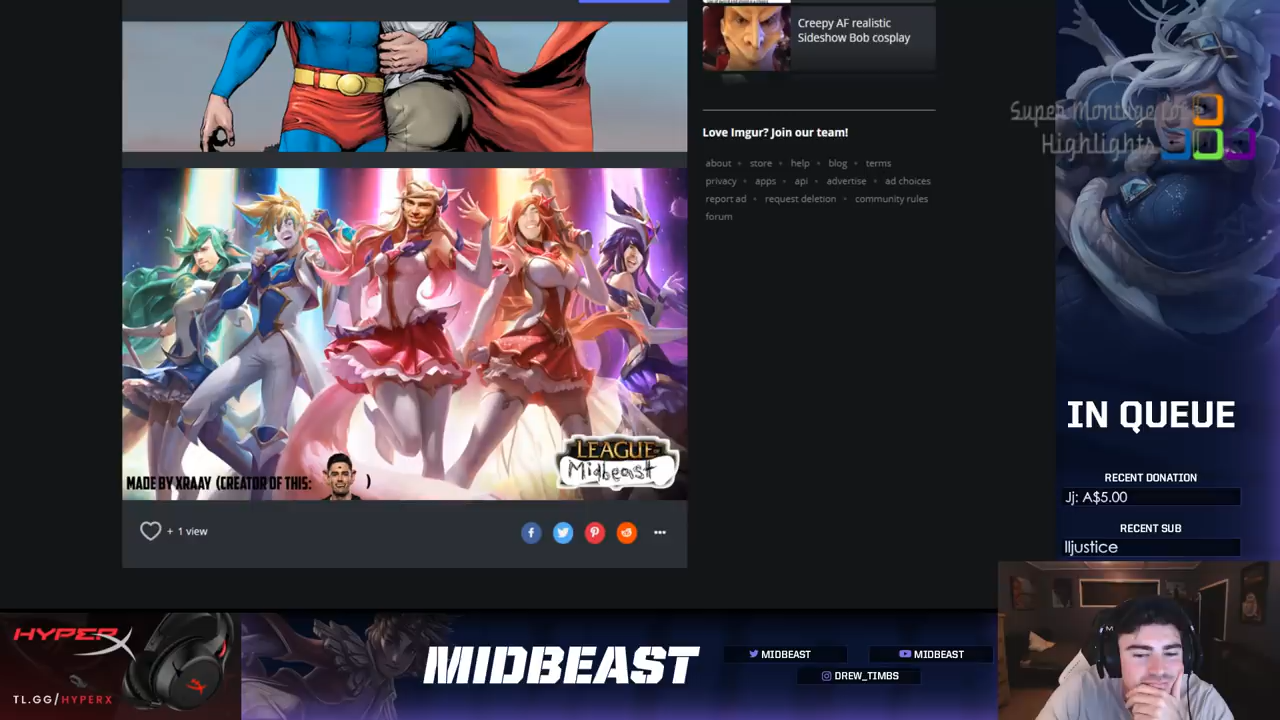 Creepy AF realistic
Sideshow Bob cosplay
Super Montage Lol
Highlights
Love Imgur? Join our team!
about • store • help • blog • terms
privacy • apps • api • advertise • ad choices
report ad • request deletion • community rules
forum
LEAGUE
Midbeast
MADE BY XRAAY (CREATOR OF THIS: )
+ 1 view
IN QUEUE
RECENT DONATION
Jj: A$5.00
RECENT SUB
lljustice
HYPERX
TL.GG/HYPERX
MIDBEAST
MIDBEAST
MIDBEAST
DREW_TIMBS